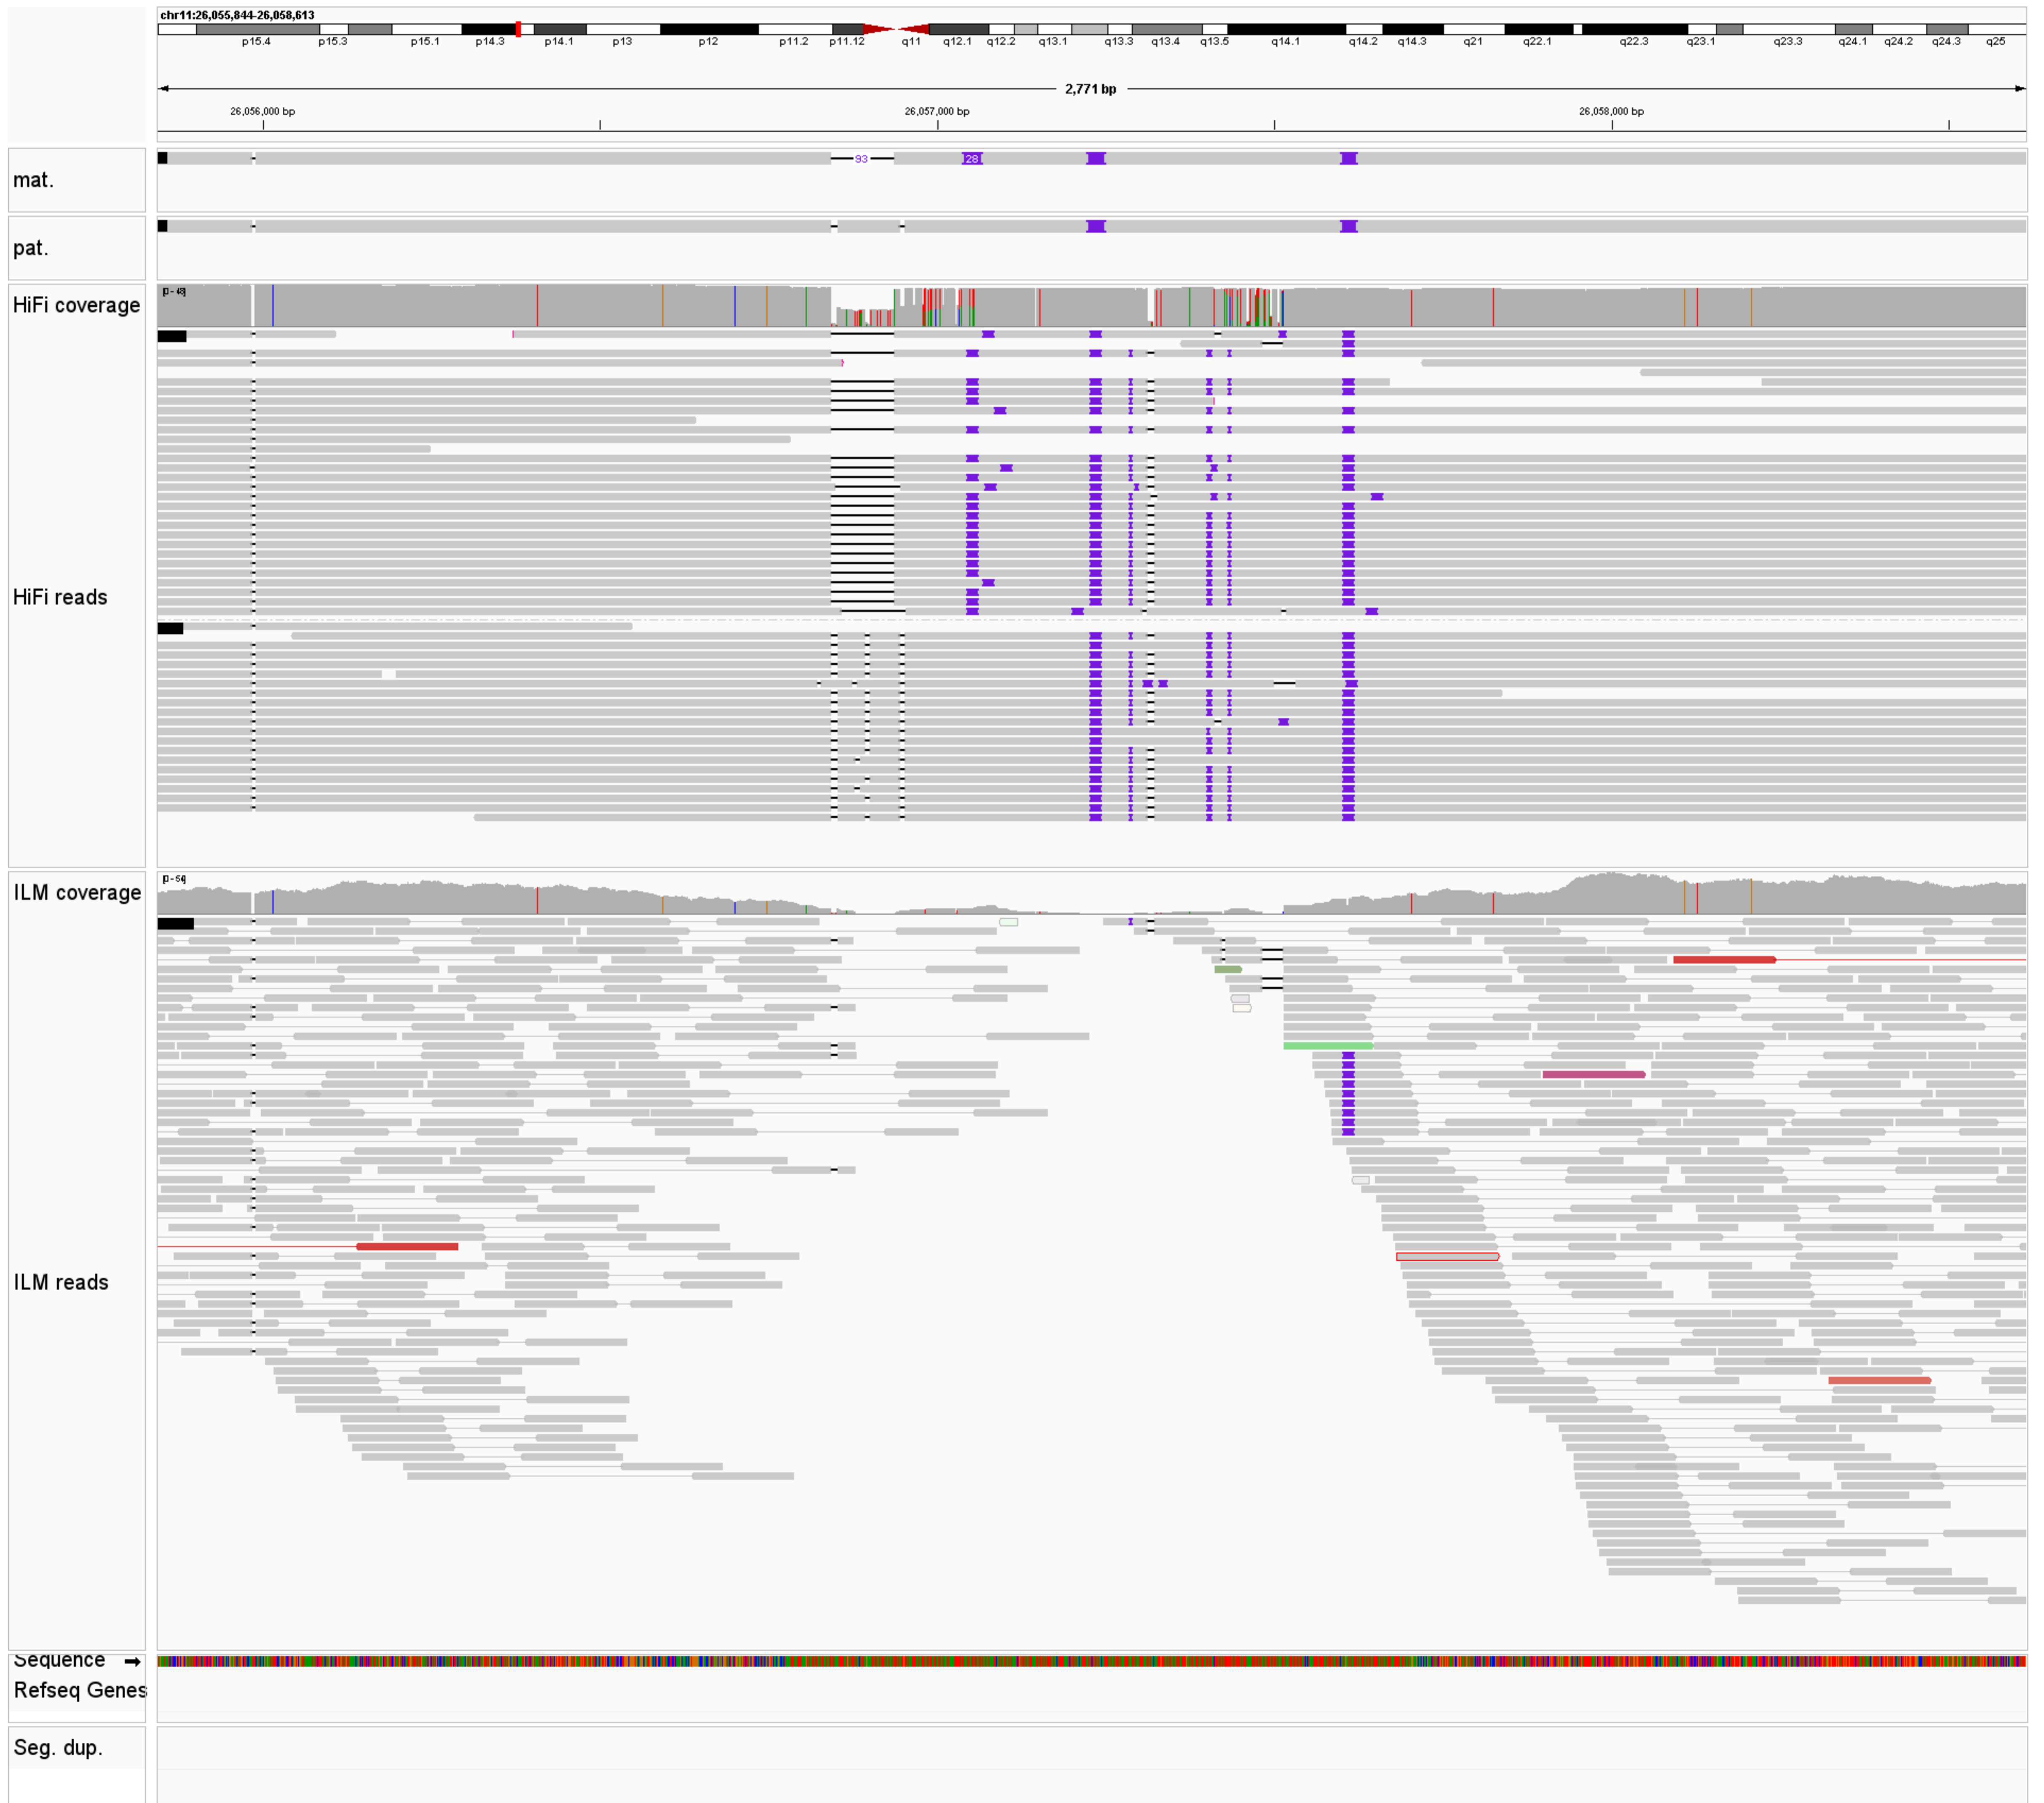 chr11:26,055,844-26,058,613
p15.4 p15.3 p15.1 p14.3 p14.1 p13 p12 p11.2 p11.12 q11 q12.1 q12.2 q13.1 q13.3 q13.4 q13.5 q14.1 q14.2 q14.3 q21 q22.1 q22.3 q23.1 q23.3 q24.1 q24.2 q24.3 q25
2,771 bp
26,056,000 bp 26,057,000 bp 26,058,000 bp
mat.
93 28
pat.
HiFi coverage
[0 - 48]
HiFi reads
ILM coverage
[0 - 54]
ILM reads
Sequence
Refseq Genes
Seg. dup.